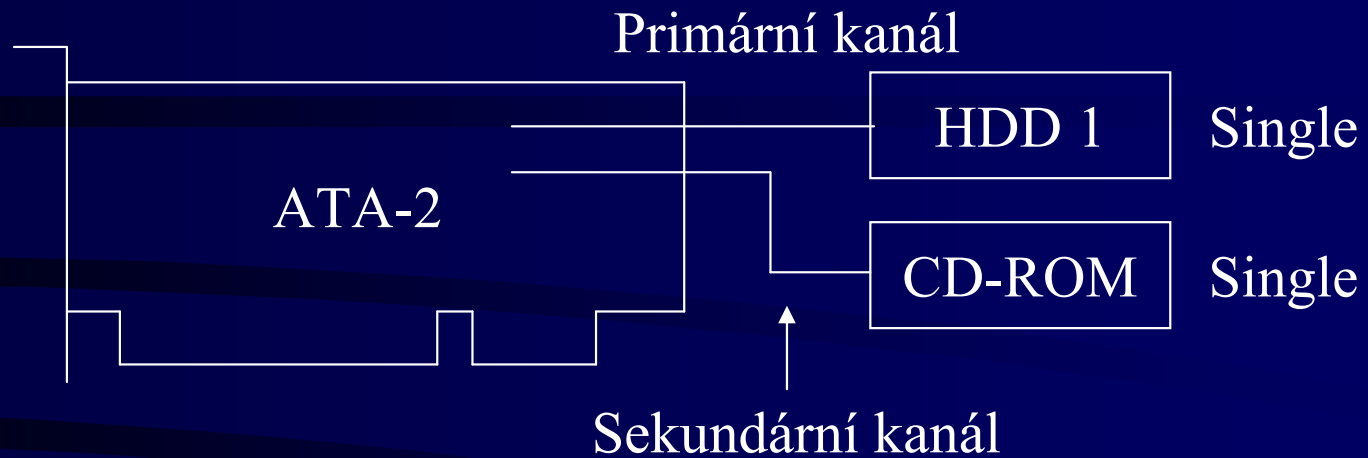 Primární kanál
HDD 1 Single
ATA-2
CD-ROM Single
Sekundární kanál